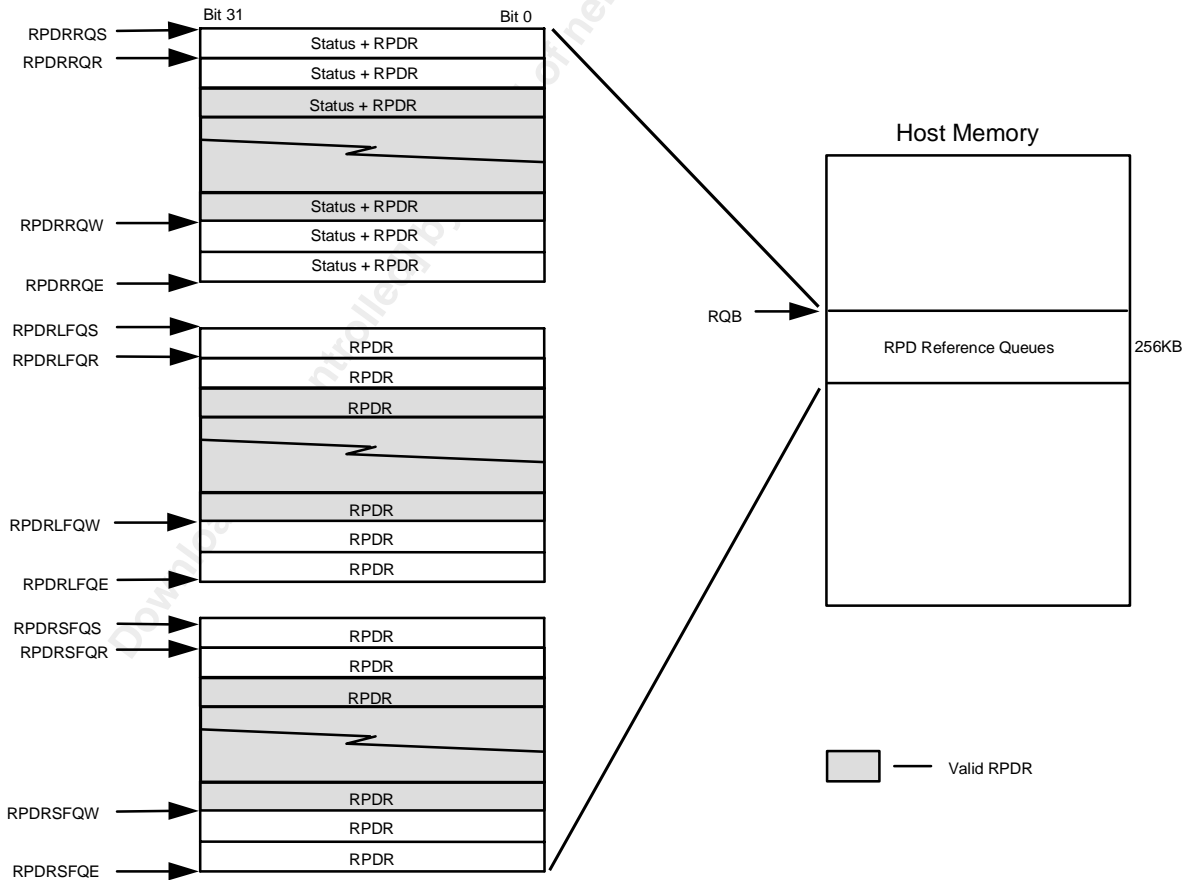 Bit 31
Bit 0
RPDRRQS
Status + RPDR
RPDRRQR
Status + RPDR
Status + RPDR
Status + RPDR
RPDRRQW
Status + RPDR
Status + RPDR
RPDRRQE
RPDRLFQS
RPDR
RPDRLFQR
RPDR
RPDR
RPDR
RPDRLFQW
RPDR
RPDR
RPDRLFQE
RPDRSFQS
RPDR
RPDRSFQR
RPDR
RPDR
RPDR
RPDRSFQW
RPDR
RPDR
RPDRSFQE
Host Memory
RQB
RPD Reference Queues
256KB
Valid RPDR